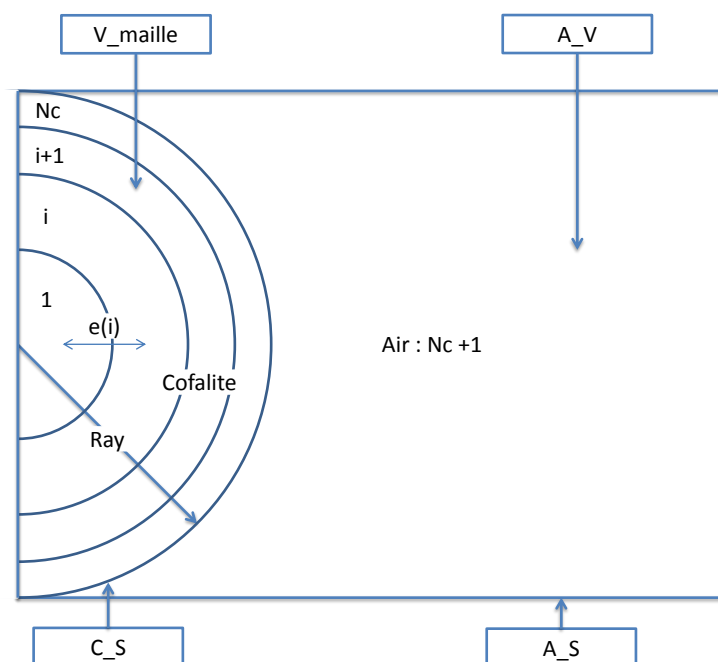 V_maille
A_V
Nc
i+1
i
1
e(i)
Air : Nc +1
Cofalite
Ray
C_S
A_S